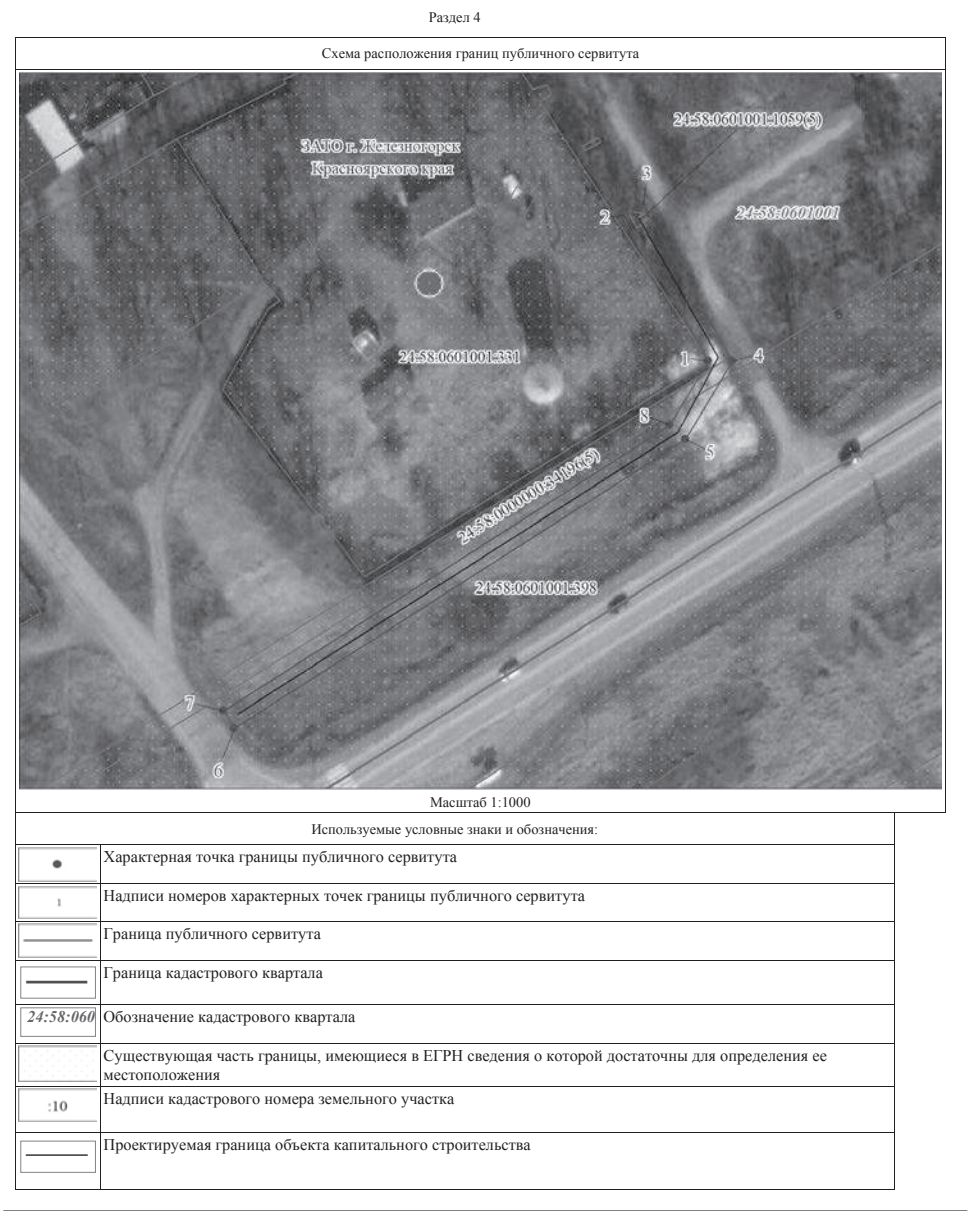 Раздел 4
Схема расположения границ публичного сервитута
24:58:0601001:1059(5)
ЗАТО г. Железногорск
Красноярского края
3
2
24:58:0601001
24:58:0601001:331
1
4
8
5
24:58:0000000:34196(5)
24:58:0601001:398
7
6
Масштаб 1:1000
Используемые условные знаки и обозначения:
Характерная точка границы публичного сервитута
1 Надписи номеров характерных точек границы публичного сервитута
Граница публичного сервитута
Граница кадастрового квартала
24:58:060 Обозначение кадастрового квартала
Существующая часть границы, имеющиеся в ЕГРН сведения о которой достаточны для определения ее
местоположения
:10 Надписи кадастрового номера земельного участка
Проектируемая граница объекта капитального строительства